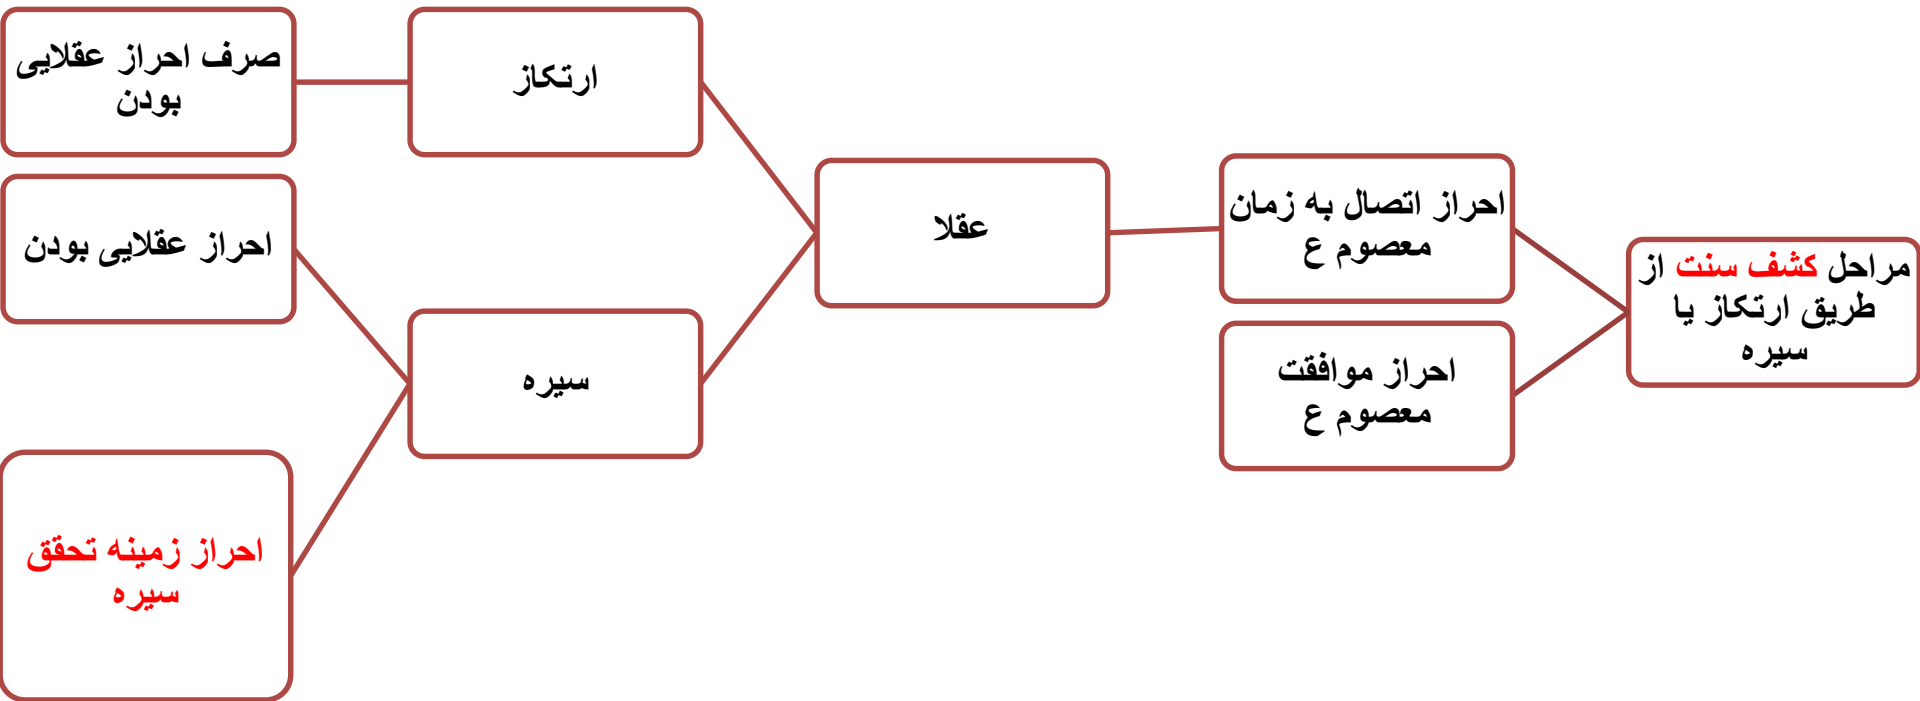 مراحل کشف سنت از
طریق ارتکاز یا
سیره
احراز اتصال به زمان
معصوم ع
احراز موافقت
معصوم ع
عقلا
ارتکاز
سیره
صرف احراز عقلایی
بودن
احراز عقلایی بودن
احراز زمینه تحقق
سیره